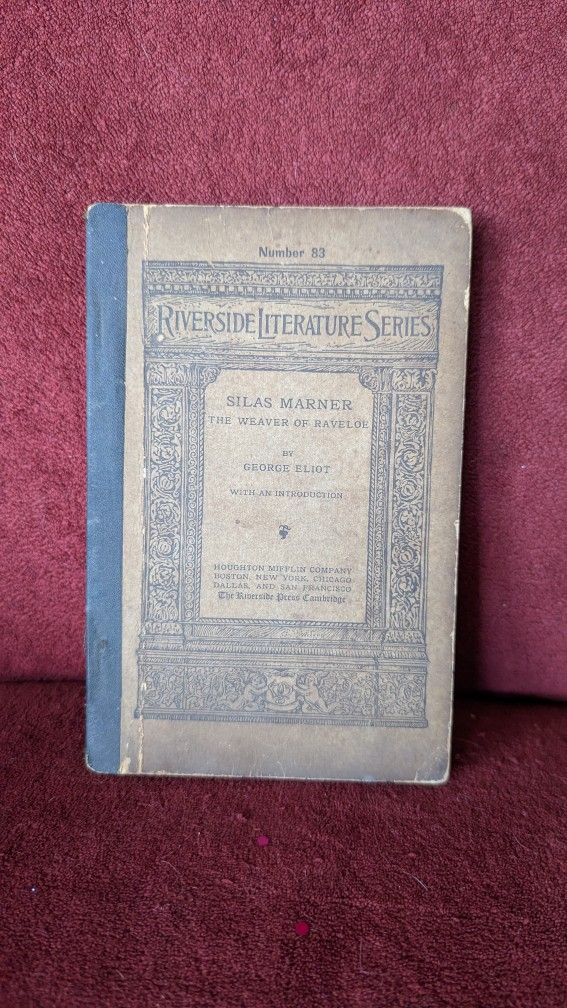 Number 83
RIVERSIDE LITERATURE SERIES
SILAS MARNER
THE WEAVER OF RAVELOE
BY
GEORGE ELIOT
WITH AN INTRODUCTION
HOUGHTON MIFFLIN COMPANY
BOSTON, NEW YORK, CHICAGO
DALLAS, AND SAN FRANCISCO
The Riverside Press Cambridge